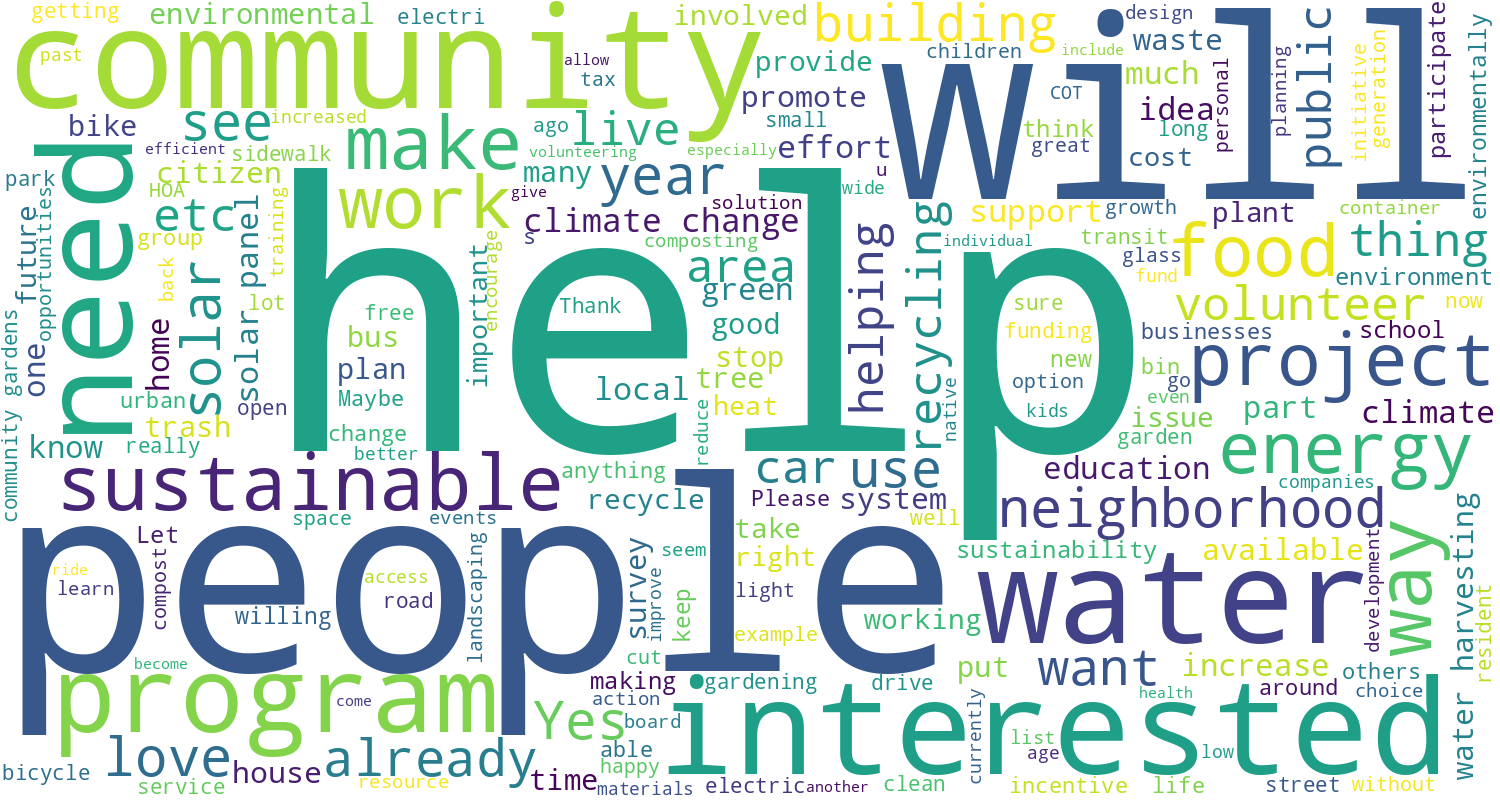 getting
environmental
electri
involved
building
design
waste
public
participate
environmentally
past
community
allow
tax
provide
children
include
much
will
COT
personal
planning
initiative
generation
bike
see
increased
make
ago
live
promote
small
effort
think
great
idea
long
cost
efficient
sidewalk
volunteering
especially
need
park
HOA
citizen
work
give
many
year
u
wide
future
opportunities
etc
training
help
climate change
s
solution
support
growth
plant
container
group
solar
solar panel
important
encourage
composting
area
helping
recycling
individual
transit
food
thing
back
lot
free
Thank
green
glass
fund
environment
community gardens
one
home
bus
good
sure
volunteer
now
funding
businesses
school
plan
stop
new
project
urban
open
Maybe
local
tree
heat
native
option
bin
go
even
trash
kids
issue
part
climate
know
really
change
better
reduce
garden
energy
sustainable
anything
car
use
education
companies
recycle
Please
system
neighborhood
way
water harvesting
space
events
well
people
Let
compost
landscaping
survey
improve
seem
take
right
sustainability
available
development
resident
ride
learn
access
road
light
water
willing
keep
example
working
become
cut
want
increase
others
program
come
making
action
gardening
drive
put
currently
health
around
choice
Yes
board
interested
love
already
able
list
age
low
bicycle
house
happy
service
resource
time
materials
electric
another
clean
incentive
life
street
without